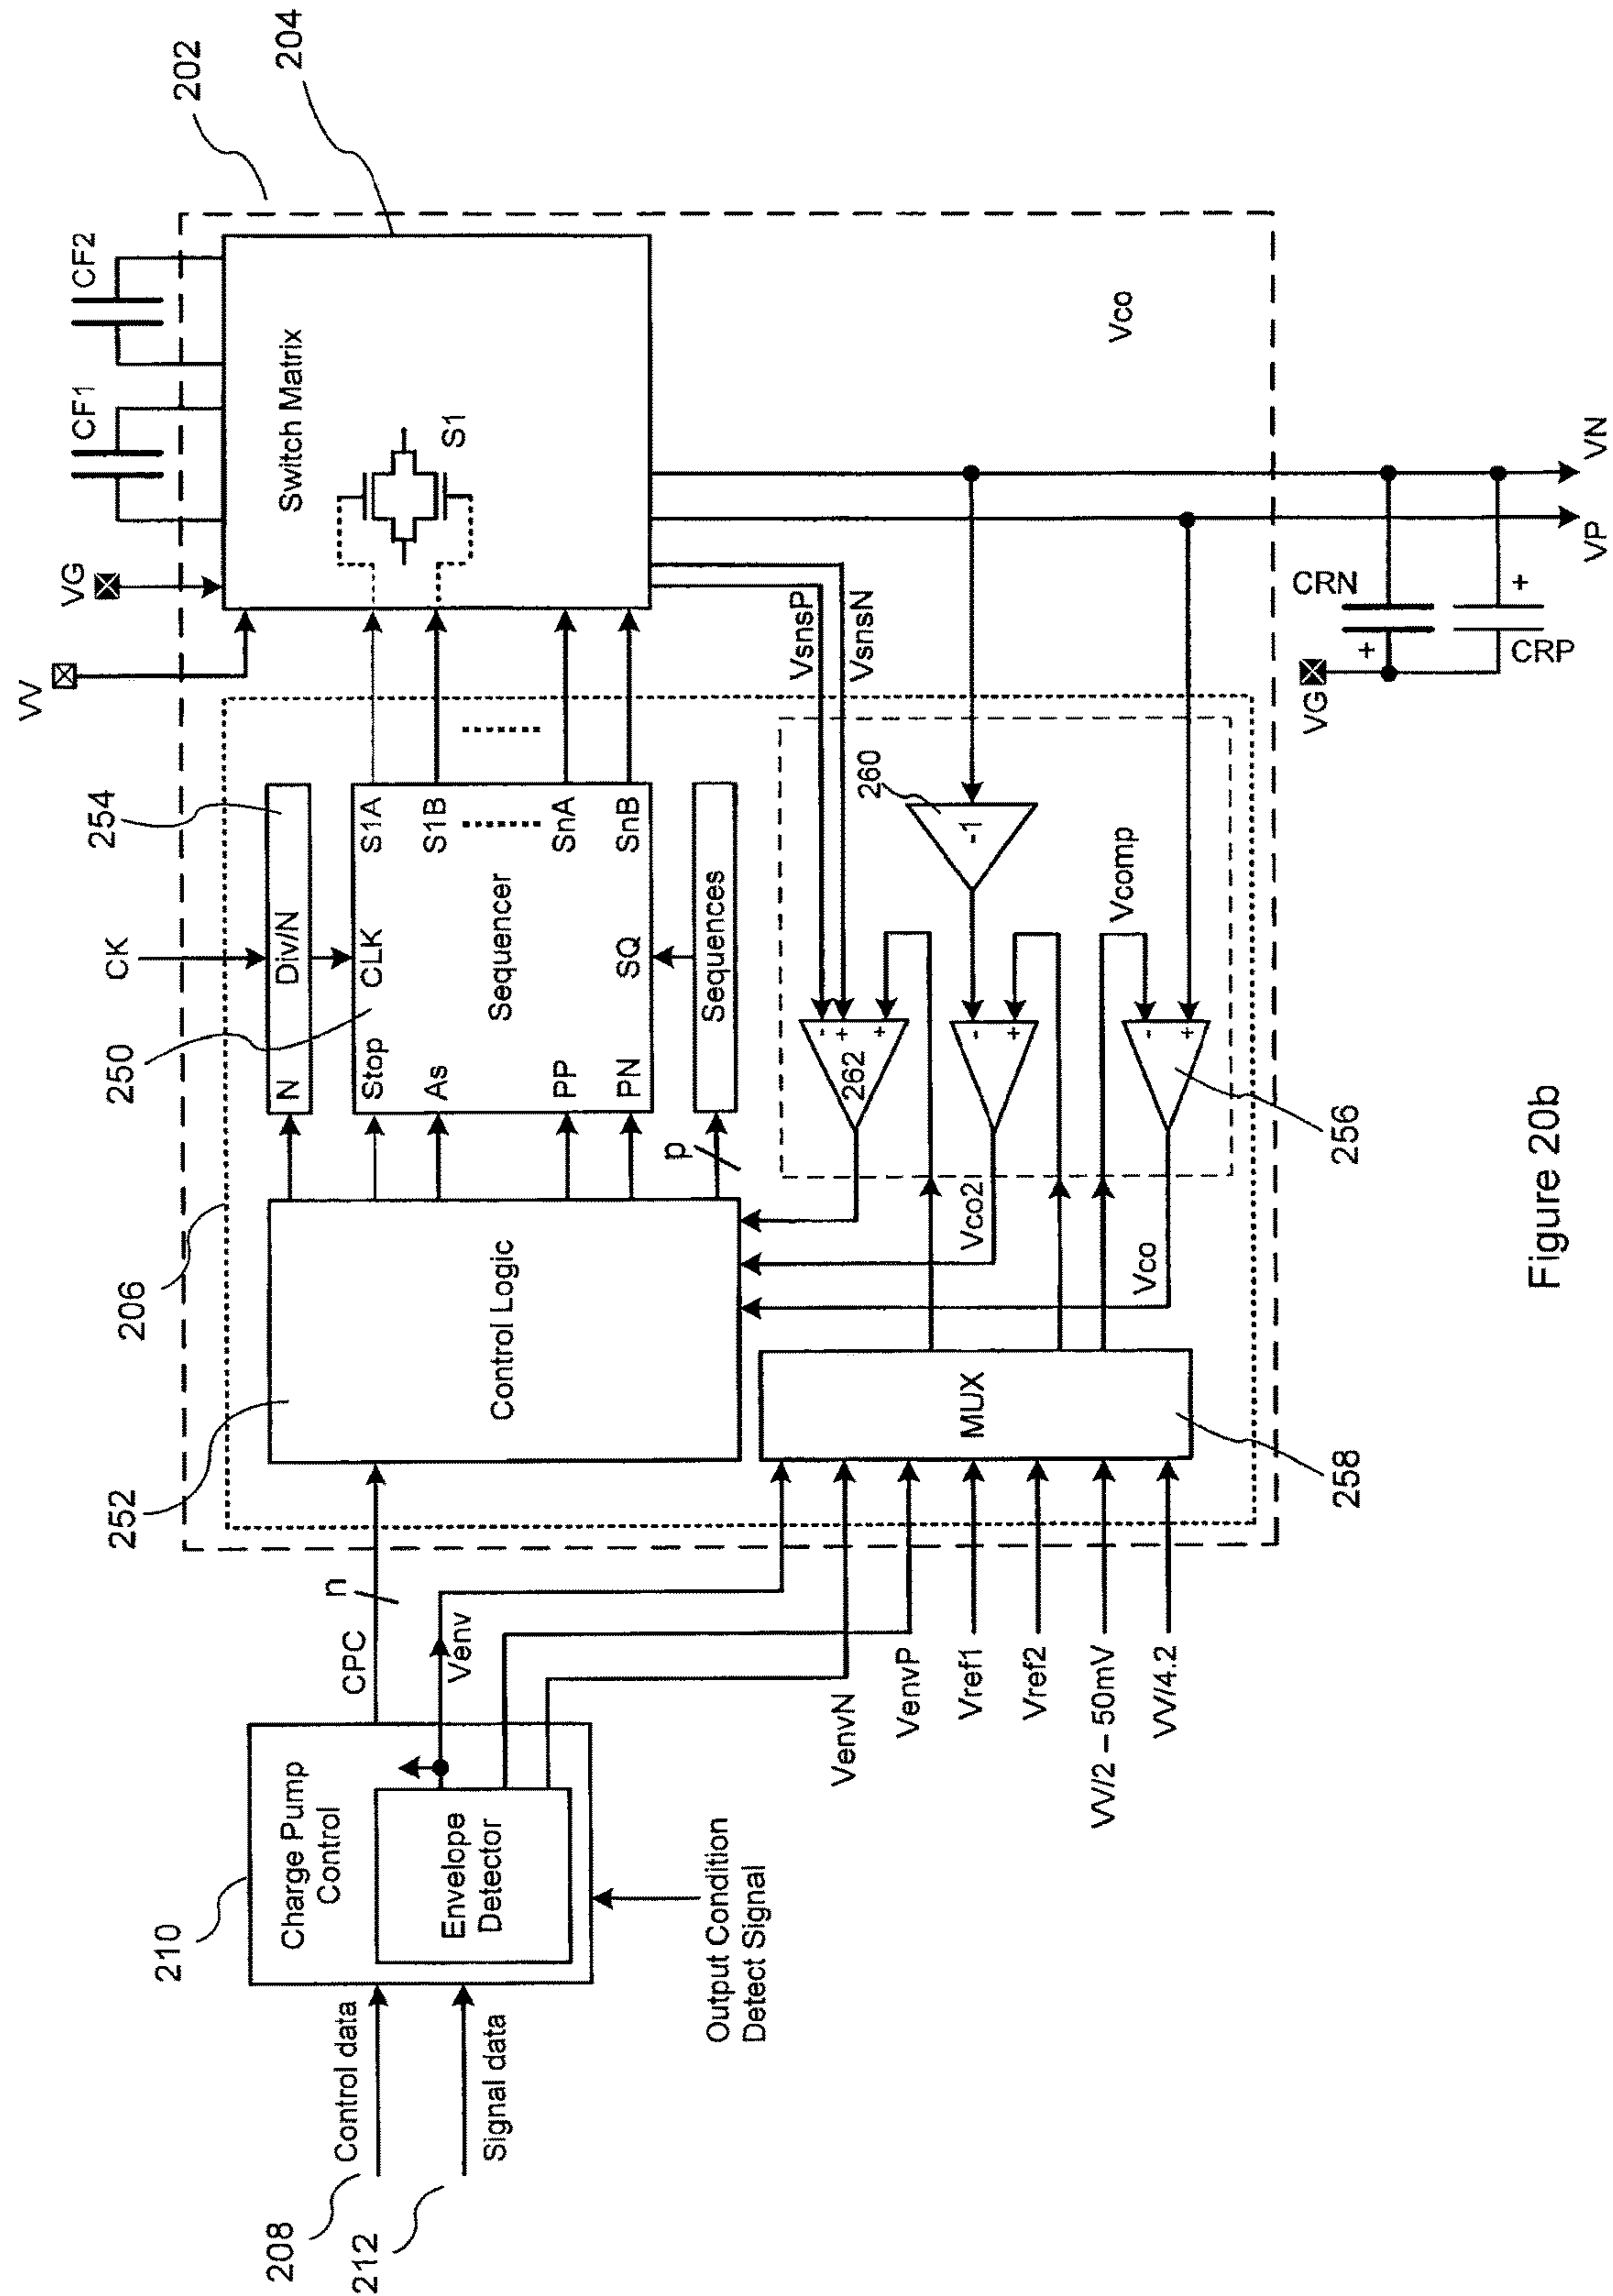 VV
VG
CF1
CF2
202
204
CK
254
206
252
250
N
Div/N
Stop
CLK
S1A
As
S1B
Sequencer
PP
SnA
PN
SQ
SnB
Sequences
p
Switch Matrix
S1
Control Logic
210
Charge Pump
Control
Envelope
Detector
208
Control data
212
Signal data
Output Condition
Detect Signal
CPC
n
Venv
VenvN
VenvP
Vref1
Vref2
VV/2 – 50mV
VV/4.2
MUX
258
VsnsP
VsnsN
262
-
+
+
260
-1
-
+
Vco2
Vcomp
-
+
Vco
256
Vco
VG
CRN
+
+
CRP
VP
VN
Figure 20b